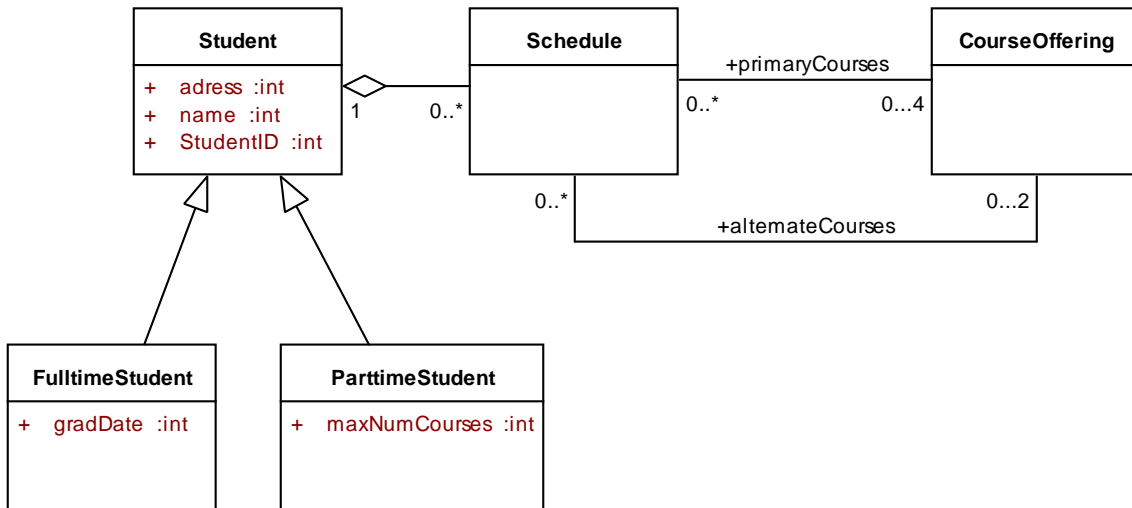 Student
+ adress :int
+ name :int
+ StudentID :int
1
0..*
Schedule
+primaryCourses
0..*
0...4
CourseOffering
0..*
0...2
+altemateCourses
FulltimeStudent
+ gradDate :int
ParttimeStudent
+ maxNumCourses :int